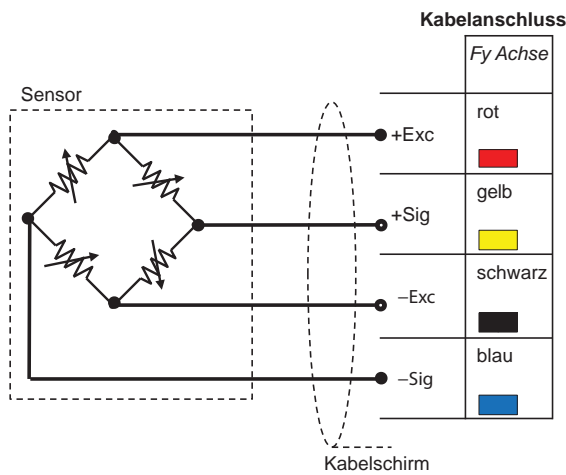 Kabelanschluss
Fy Achse
Sensor
+Exc
rot
+Sig
gelb
–Exc
schwarz
–Sig
blau
Kabelschirm